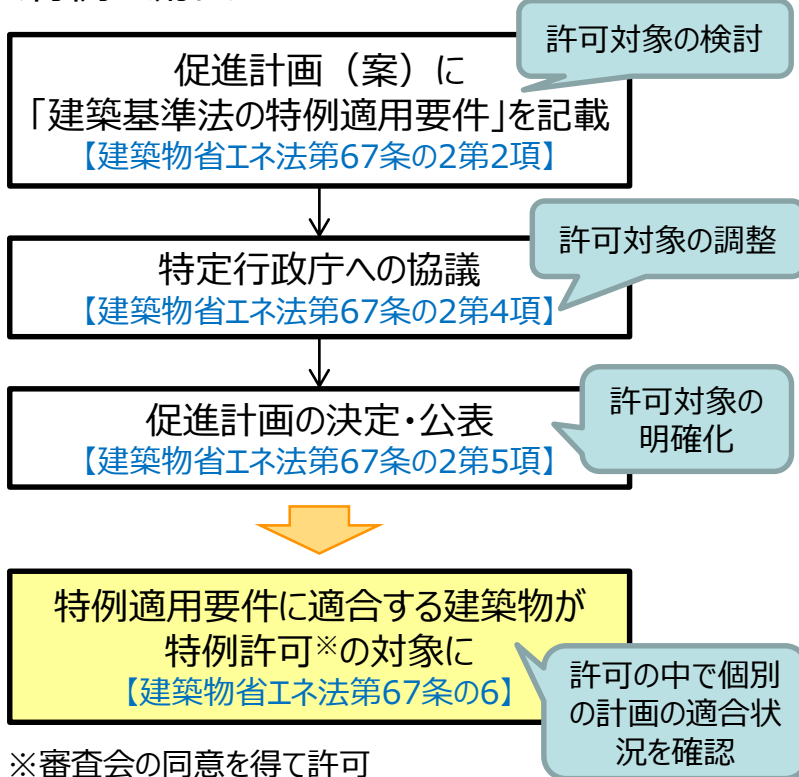 許可対象の検討
促進計画（案）に
「建築基準法の特例適用要件」を記載
【建築物省エネ法第67条の2第2項】
許可対象の調整
特定行政庁への協議
【建築物省エネ法第67条の2第4項】
許可対象の
明確化
促進計画の決定・公表
【建築物省エネ法第67条の2第5項】
特例適用要件に適合する建築物が
特例許可※の対象に
【建築物省エネ法第67条の6】
許可の中で個別
の計画の適合状
況を確認
※審査会の同意を得て許可